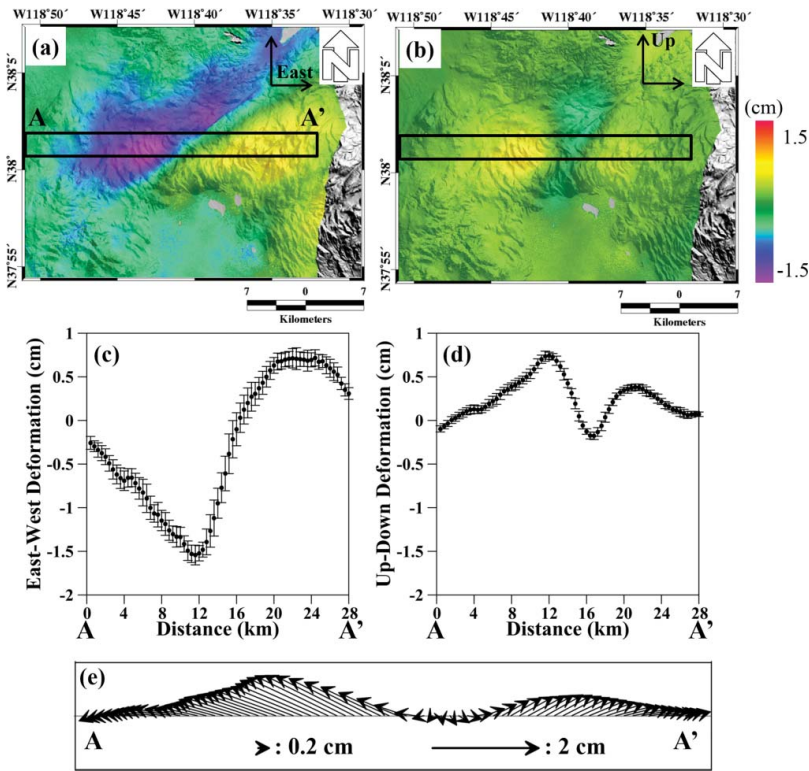 W118°50´ W118°45´ W118°40´ W118°35´ W118°30´
W118°50´ W118°45´ W118°40´ W118°35´ W118°30´
(a)
East
N
A
A’
N38°5´
N38°
N37°55´
7 0 7
Kilometers
(b)
Up
N
N38°5´
N38°
N37°55´
7 0 7
Kilometers
(cm)
1.5
-1.5
(c)
East-West Deformation (cm)
1
0.5
0
-0.5
-1
-1.5
-2
0 4 8 12 16 20 24 28
A Distance (km) A’
(d)
Up-Down Deformation (cm)
1
0.5
0
-0.5
-1
-1.5
-2
0 4 8 12 16 20 24 28
A Distance (km) A’
(e)
A : 0.2 cm : 2 cm A’